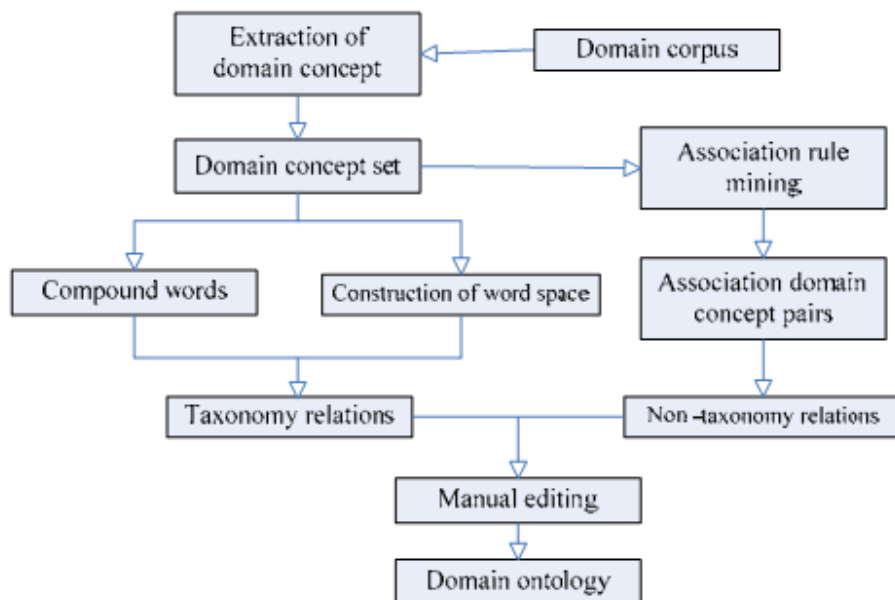 Extraction of
domain concept
Domain corpus
Domain concept set
Association rule
mining
Compound words
Construction of word space
Association domain
concept pairs
Taxonomy relations
Non-taxonomy relations
Manual editing
Domain ontology